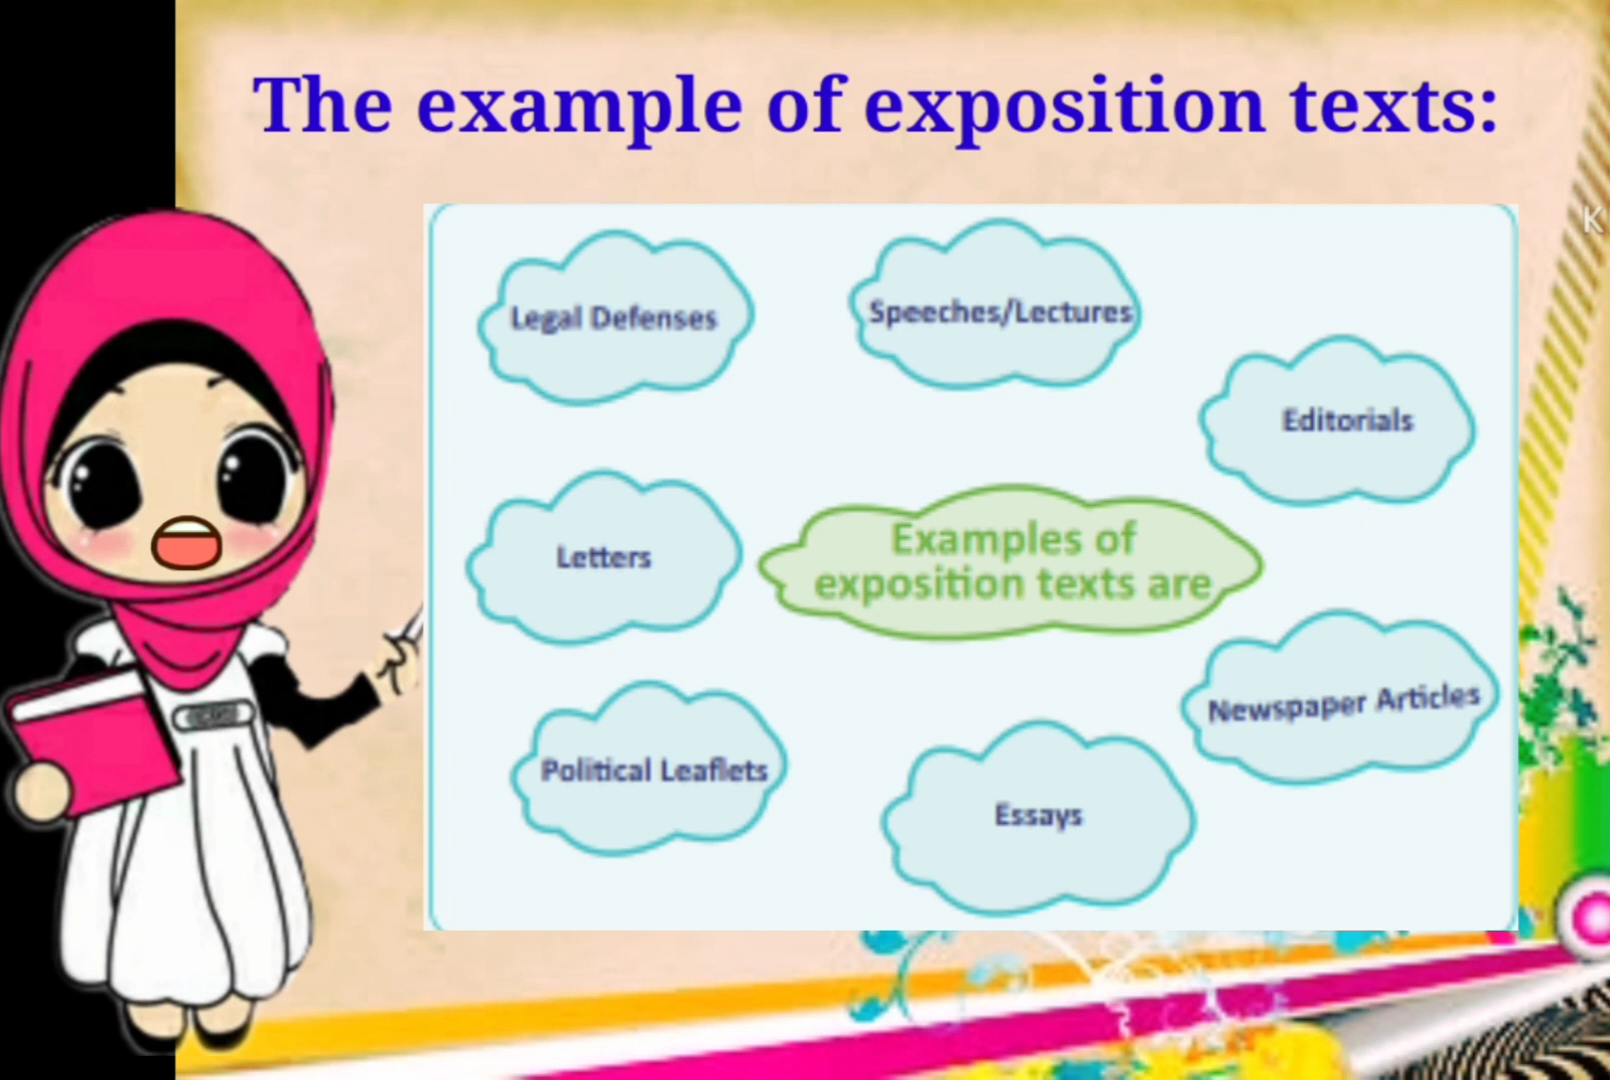 The example of exposition texts:
Legal Defenses
Speeches/Lectures
Editorials
Letters
Examples of
exposition texts are
Newspaper Articles
Political Leaflets
Essays
K